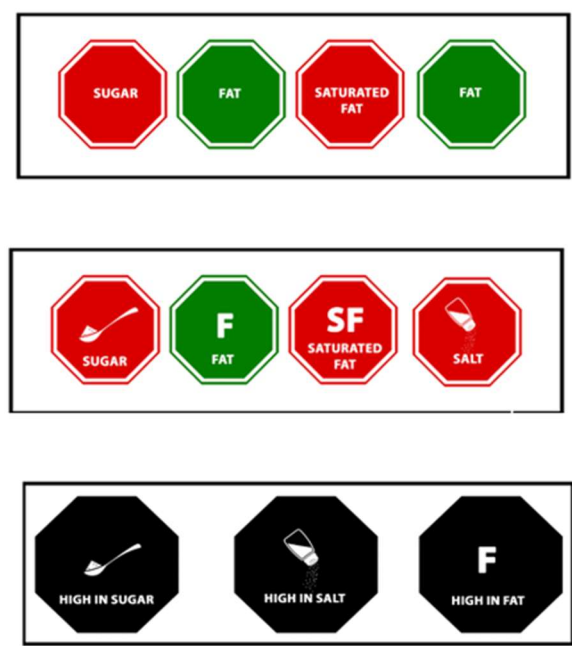 SUGAR
FAT
SATURATED
FAT
FAT
SUGAR
F
FAT
SF
SATURATED
FAT
SALT
HIGH IN SUGAR
HIGH IN SALT
F
HIGH IN FAT